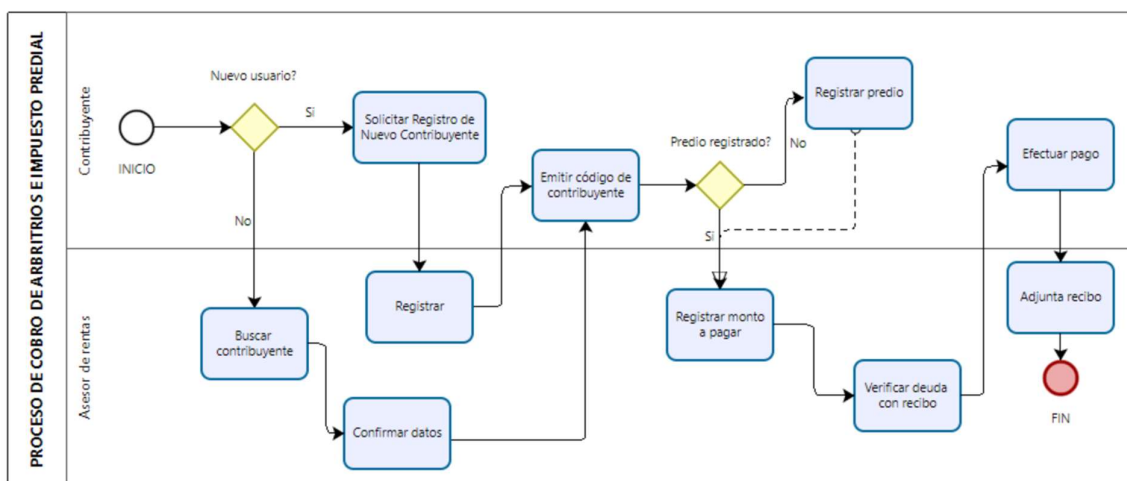 PROCESO DE COBRO DE ARBRITRIOS E IMPUESTO PREDIAL
Contribuyente
Nuevo usuario?
INICIO
Si
No
Solicitar Registro de
Nuevo Contribuyente
Emitir código de
contribuyente
Predio registrado?
No
Si
Registrar predio
Efectuar pago
Asesor de rentas
Buscar
contribuyente
Confirmar datos
Registrar
Registrar monto
a pagar
Verificar deuda
con recibo
Adjunta recibo
FIN